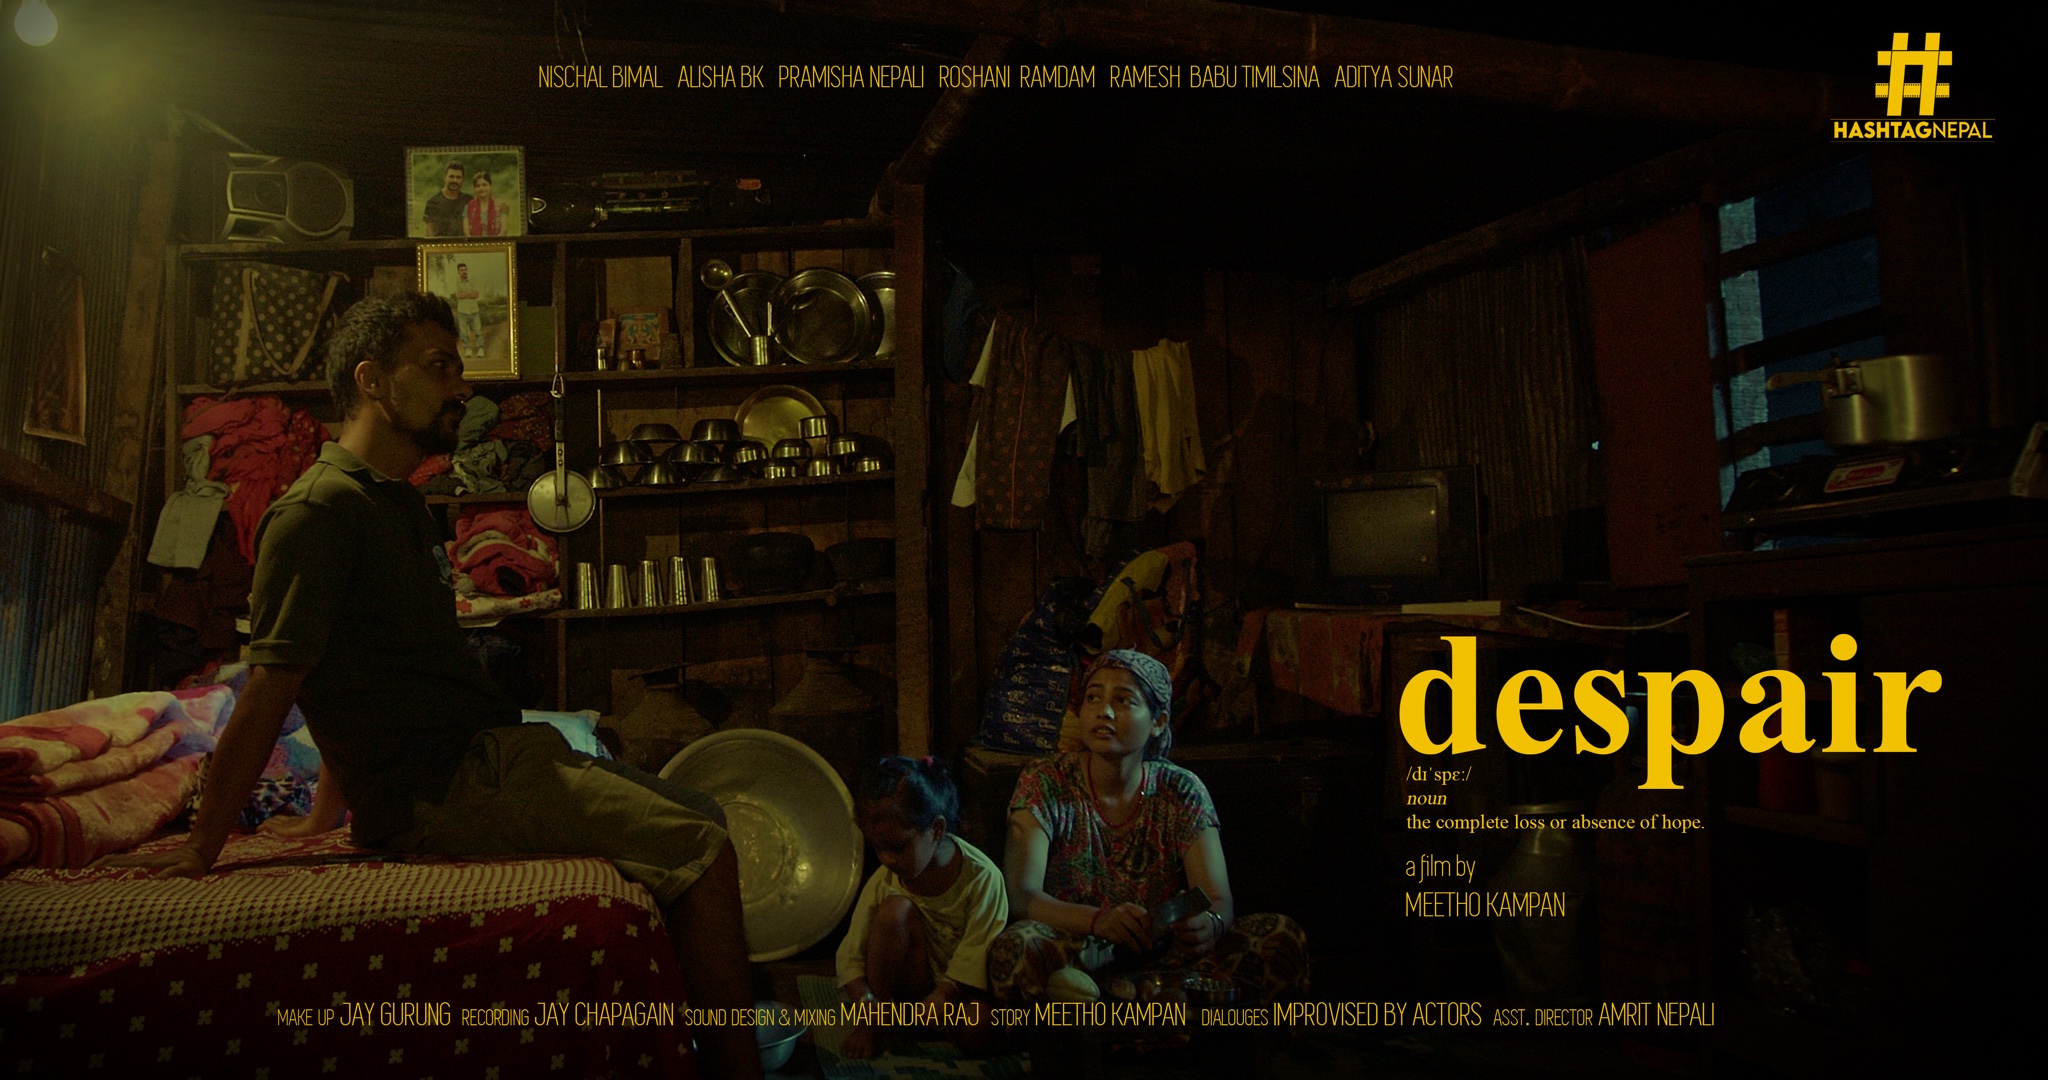 NISCHAL BIMAL ALISHA BK PRAMISHA NEPALI ROSHANI RAMDAM RAMESH BABU TIMILSINA ADITYA SUNAR
#
HASHTAGNEPAL
despair
/dɪˈspɛː/
noun
the complete loss or absence of hope.
a film by
MEETHO KAMPAN
MAKE UP JAY GURUNG RECORDING JAY CHAPAGAIN SOUND DESIGN & MIXING MAHENDRA RAJ STORY MEETHO KAMPAN DIALOUGES IMPROVISED BY ACTORS ASST. DIRECTOR AMRIT NEPALI